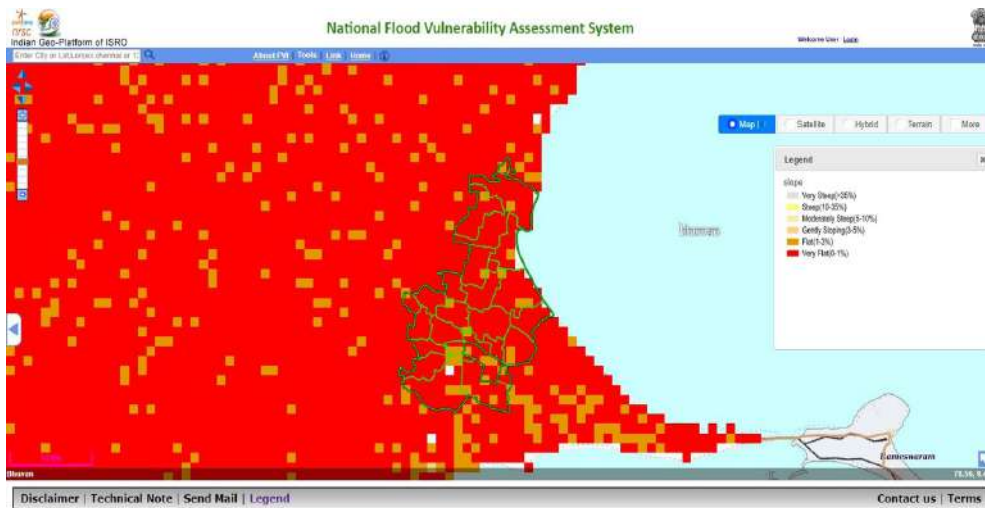 nrsc
Indian Geo-Platform of ISRO
National Flood Vulnerability Assessment System
Welcome User Login
About FVI Tools Link Home
Map
Satellite
Hybrid
Terrain
More
Legend
slope
Very Steep(>35%)
Steep(10-35%)
Moderately Steep(5-10%)
Gently Sloping(3-5%)
Flat(1-3%)
Very Flat(0-1%)
Rameswaram
Bhuvan
Disclaimer | Technical Note | Send Mail | Legend
Contact us | Terms